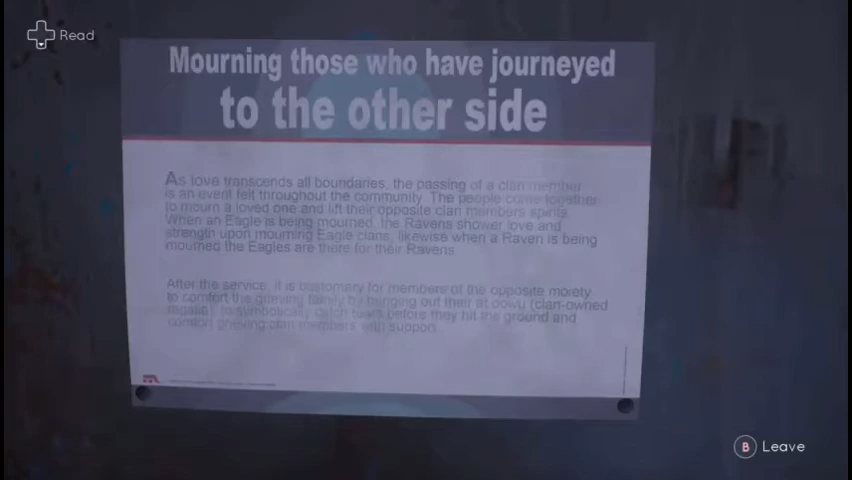 Read
Mourning those who have journeyed
to the other side
As love transcends all boundaries, the passing of a clan member
is an event felt throughout the community. The people come together
to mourn a loved one and lift their opposite clan members spirits.
When an Eagle is being mourned, the Ravens shower love and
strength upon mourning Eagle clans, likewise when a Raven is being
mourned the Eagles are there for their Ravens.
After the service, it is customary for members of the opposite moiety
to comfort the grieving family by bringing out their at.oowu (clan-owned
regalia), to symbolically catch tears before they hit the ground and
comfort grieving clan members with support.
B Leave